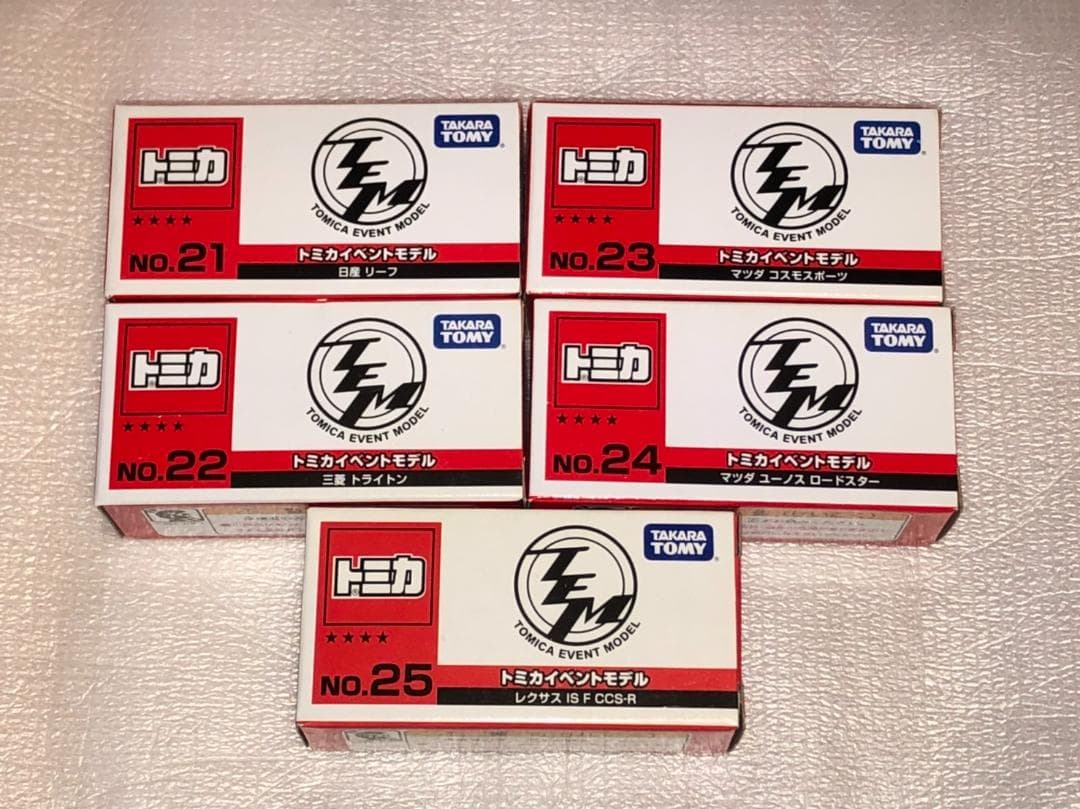 トミカ
★★★★
NO.21
TEM
TOMICA EVENT MODEL
TAKARA TOMY
トミカイベントモデル
日産 リーフ
トミカ
★★★★
NO.23
TEM
TOMICA EVENT MODEL
TAKARA TOMY
トミカイベントモデル
マツダ コスモスポーツ
トミカ
★★★★
NO.22
TEM
TOMICA EVENT MODEL
TAKARA TOMY
トミカイベントモデル
三菱 トライトン
トミカ
★★★★
NO.24
TEM
TOMICA EVENT MODEL
TAKARA TOMY
トミカイベントモデル
マツダ ユーノス ロードスター
トミカ
★★★★
NO.25
TEM
TOMICA EVENT MODEL
TAKARA TOMY
トミカイベントモデル
レクサス IS F CCS-R